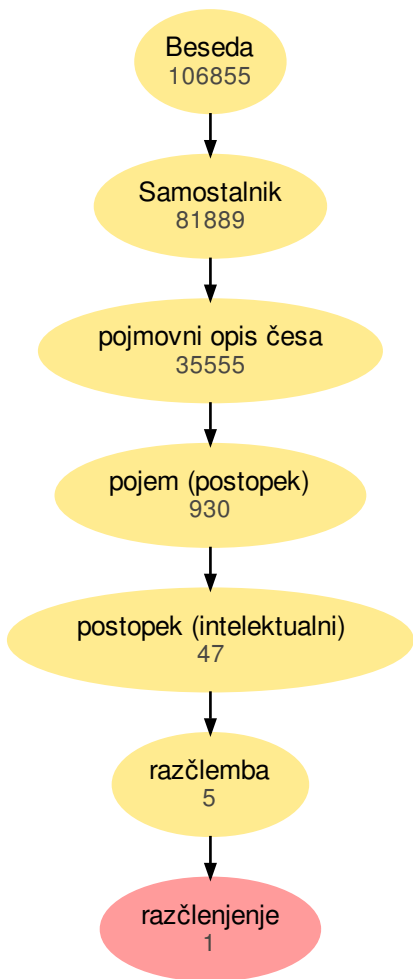 Beseda
106855
Samostalnik
81889
pojmovni opis česa
35555
pojem (postopek)
930
postopek (intelektualni)
47
razčlemba
5
razčlenjenje
1